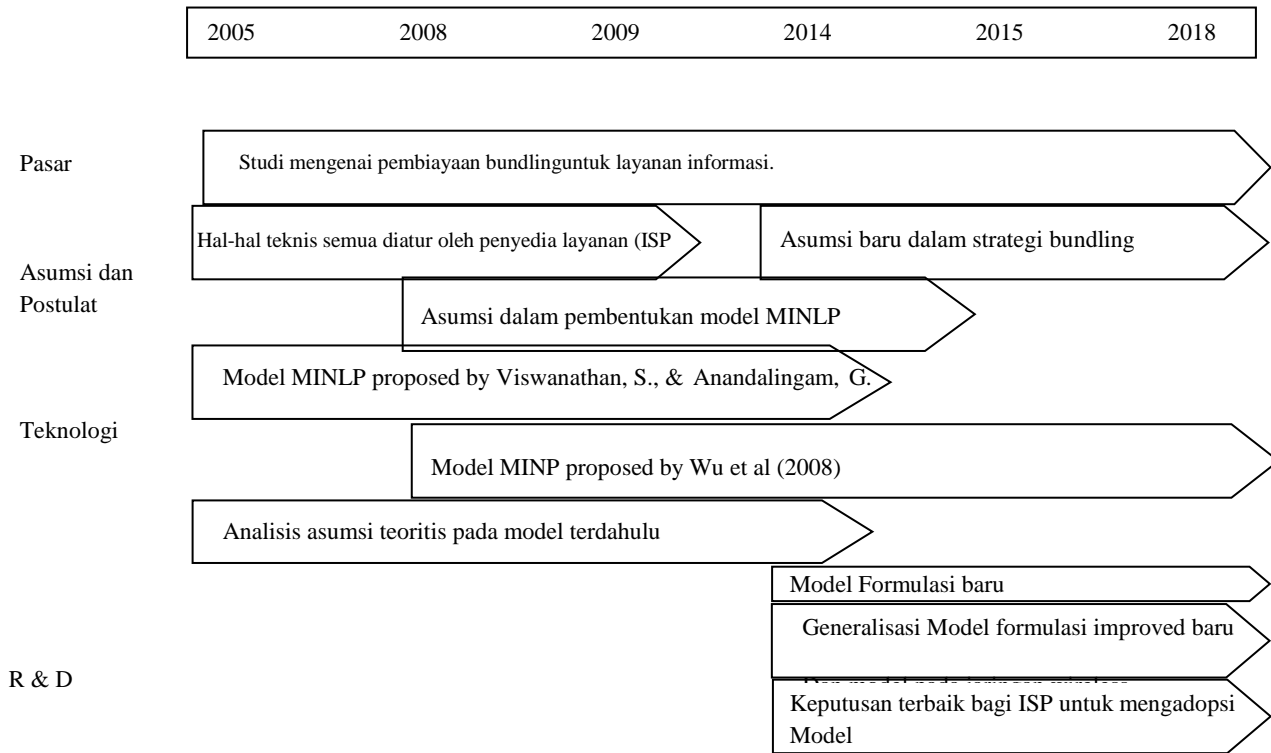 2005 2008 2009 2014 2015 2018
Pasar
Studi mengenai pembiayaan bundlinguntuk layanan informasi.
Hal-hal teknis semua diatur oleh penyedia layanan (ISP
Asumsi baru dalam strategi bundling
Asumsi dan
Postulat
Asumsi dalam pembentukan model MINLP
Model MINLP proposed by Viswanathan, S., & Anandalingam, G.
Teknologi
Model MINP proposed by Wu et al (2008)
Analisis asumsi teoritis pada model terdahulu
Model Formulasi baru
Generalisasi Model formulasi improved baru
R & D
Keputusan terbaik bagi ISP untuk mengadopsi
Model